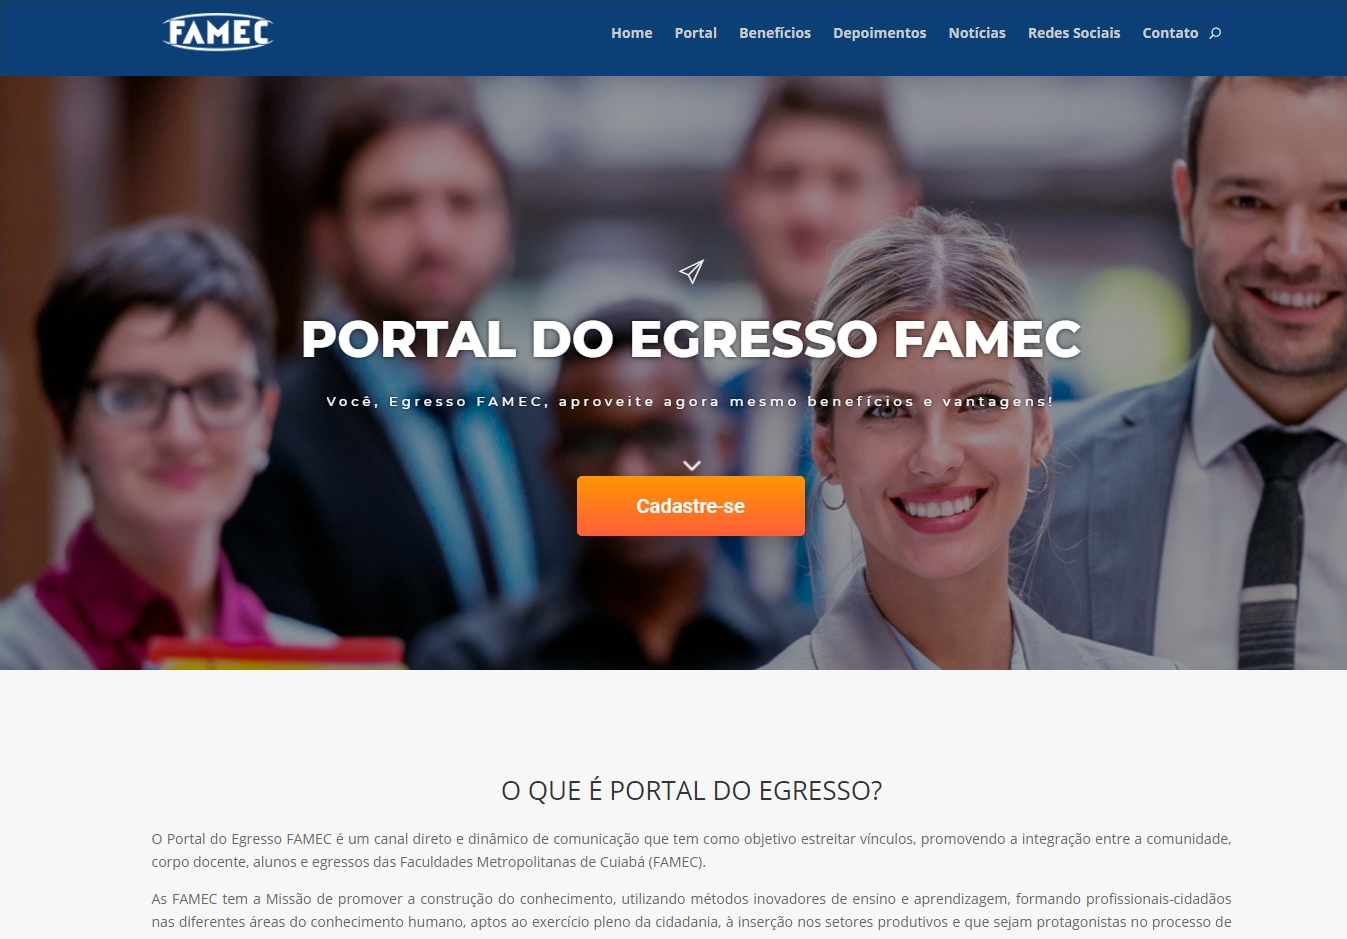 FAMEC
Home Portal Benefícios Depoimentos Notícias Redes Sociais Contato
PORTAL DO EGRESSO FAMEC
Você, Egresso FAMEC, aproveite agora mesmo benefícios e vantagens!
Cadastre-se
O QUE É PORTAL DO EGRESSO?
O Portal do Egresso FAMEC é um canal direto e dinâmico de comunicação que tem como objetivo estreitar vínculos, promovendo a integração entre a comunidade,
corpo docente, alunos e egressos das Faculdades Metropolitanas de Cuiabá (FAMEC).
As FAMEC tem a Missão de promover a construção do conhecimento, utilizando métodos inovadores de ensino e aprendizagem, formando profissionais-cidadãos
nas diferentes áreas do conhecimento humano, aptos ao exercício pleno da cidadania, à inserção nos setores produtivos e que sejam protagonistas no processo de